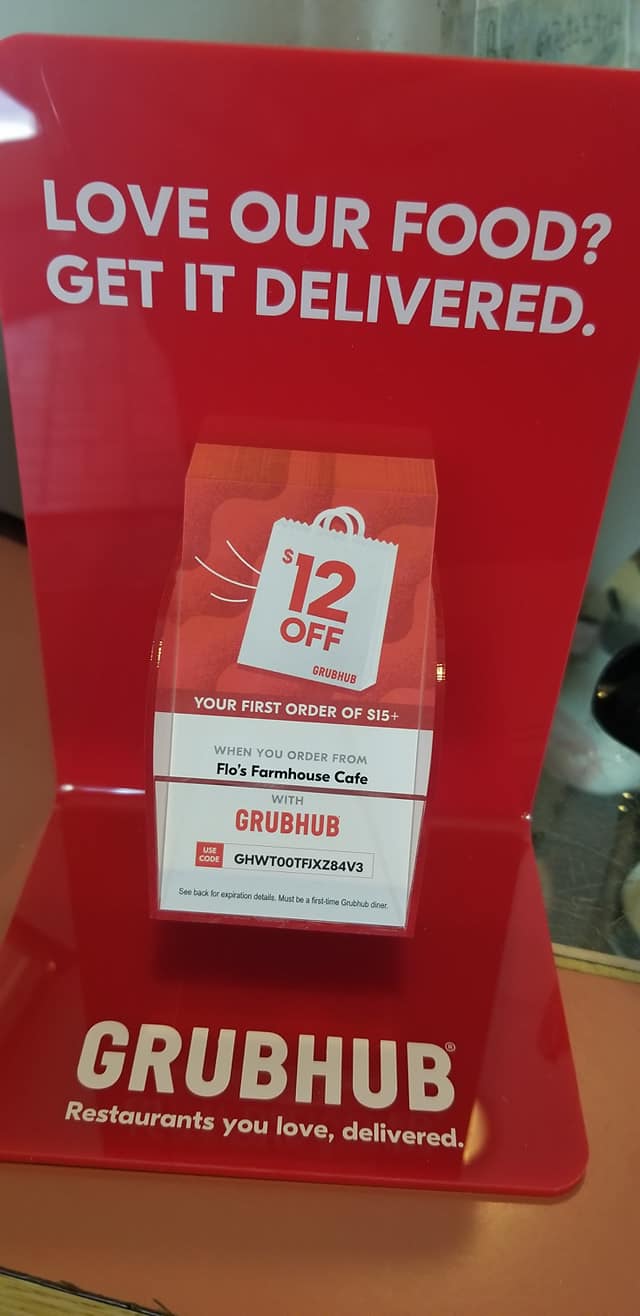 LOVE OUR FOOD?
GET IT DELIVERED.
$12
OFF
GRUBHUB
YOUR FIRST ORDER OF $15+
WHEN YOU ORDER FROM
Flo's Farmhouse Cafe
WITH
GRUBHUB
USE CODE GHWT00TFJXZ84V3
See back for expiration details. Must be a first-time Grubhub diner.
GRUBHUB®
Restaurants you love, delivered.